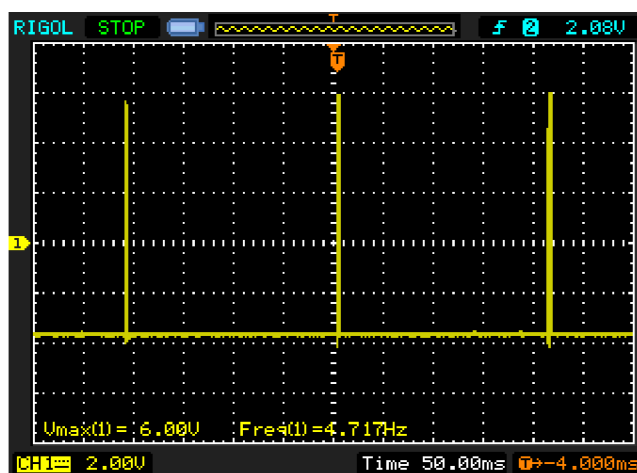 RIGOL STOP T 2 2.08V
T
1
Vmax(1)= 6.00V Freq(1)=4.717Hz
CH1 2.00V Time 50.00ms T→-4.000ms